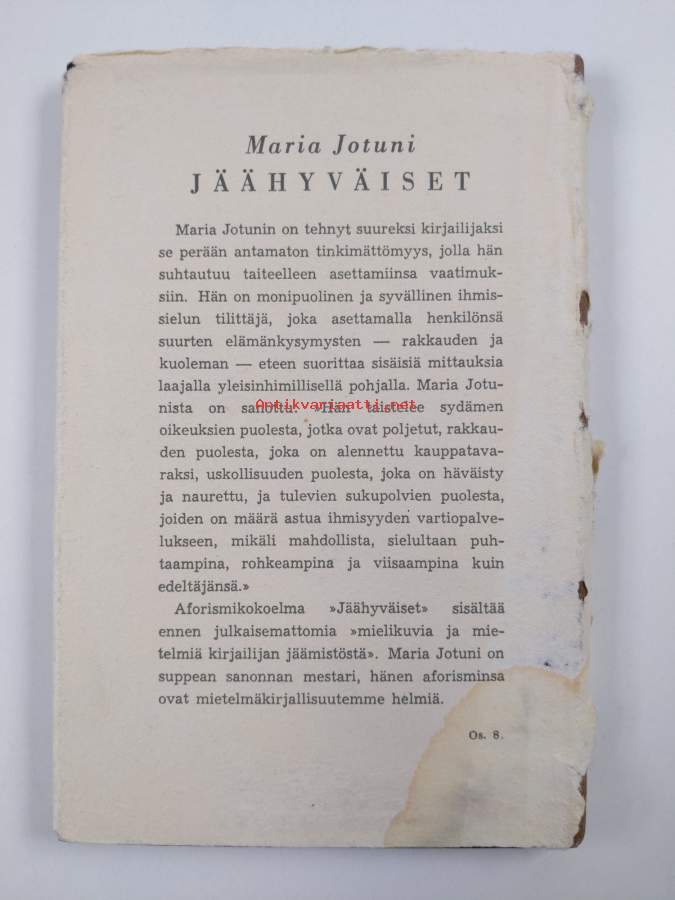 Maria Jotuni
JÄÄHYVÄISET
Maria Jotunin on tehnyt suureksi kirjailijaksi
se perään antamaton tinkimättömyys, jolla hän
suhtautuu taiteelleen asettamiinsa vaatimuk-
siin. Hän on monipuolinen ja syvällinen ihmis-
sielun tilittäjä, joka asettamalla henkilönsä
suurten elämänkysymysten — rakkauden ja
kuoleman — eteen suorittaa sisäisiä mittauksia
laajalla yleisinhimillisellä pohjalla. Maria Jotu-
Antikvariaatti.net
nista on sanottu: »Hän taistelee sydämen
oikeuksien puolesta, jotka ovat poljetut, rakkau-
den puolesta, joka on alennettu kauppatava-
raksi, uskollisuuden puolesta, joka on häväisty
ja naurettu, ja tulevien sukupolvien puolesta,
joiden on määrä astua ihmisyyden vartiopalve-
lukseen, mikäli mahdollista, sielultaan puh-
taampina, rohkeampina ja viisaampina kuin
edeltäjänsä.»
Aforismikokoelma »Jäähyväiset» sisältää
ennen julkaisemattomia »mielikuvia ja mie-
telmiä kirjailijan jäämistöstä». Maria Jotuni on
suppean sanonnan mestari, hänen aforisminsa
ovat mietelmäkirjallisuutemme helmiä.
Os. 8.